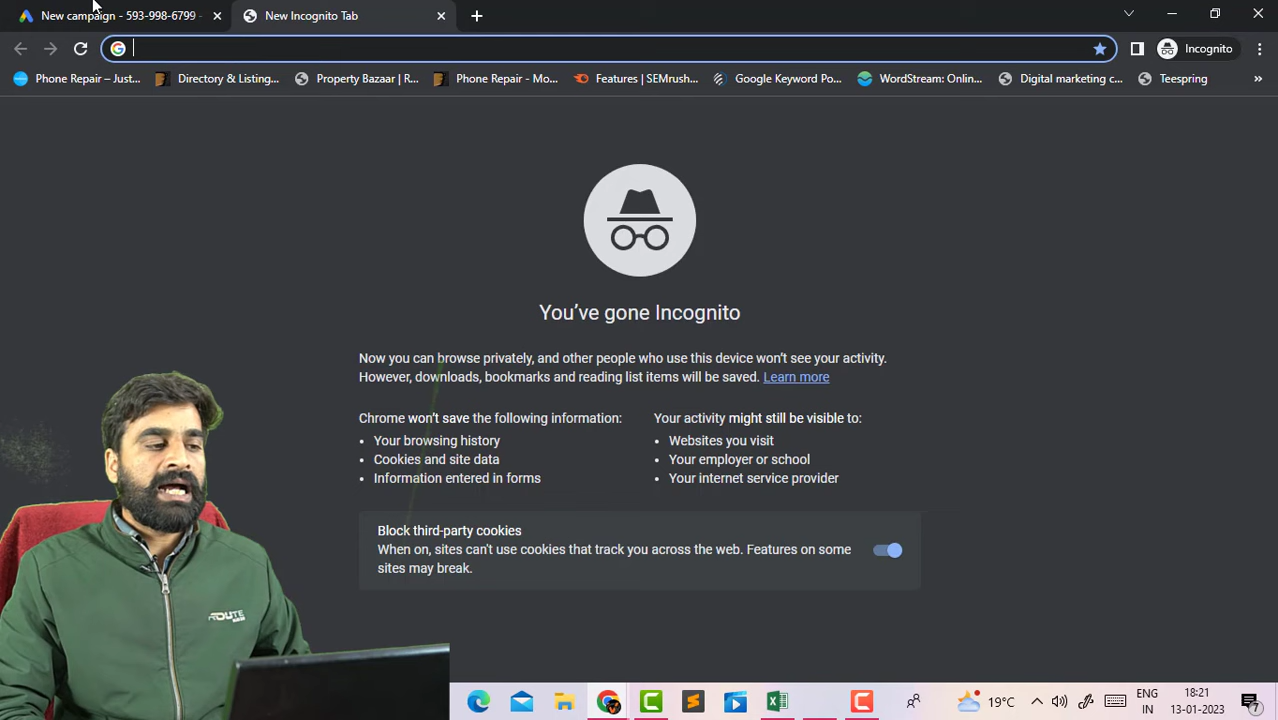 New campaign - 593-998-6799 -
New Incognito Tab
Incognito
Phone Repair – Just...
Directory & Listing...
Property Bazaar | R...
Phone Repair - Mo...
Features | SEMrush...
Google Keyword Po...
WordStream: Onlin...
Digital marketing c...
Teespring
»
You've gone Incognito
Now you can browse privately, and other people who use this device won't see your activity.
However, downloads, bookmarks and reading list items will be saved. Learn more
Chrome won't save the following information:
• Your browsing history
• Cookies and site data
• Information entered in forms
Your activity might still be visible to:
• Websites you visit
• Your employer or school
• Your internet service provider
Block third-party cookies
When on, sites can't use cookies that track you across the web. Features on some
sites may break.
ROUTE
19°C
ENG
IN
18:21
13-01-2023
7